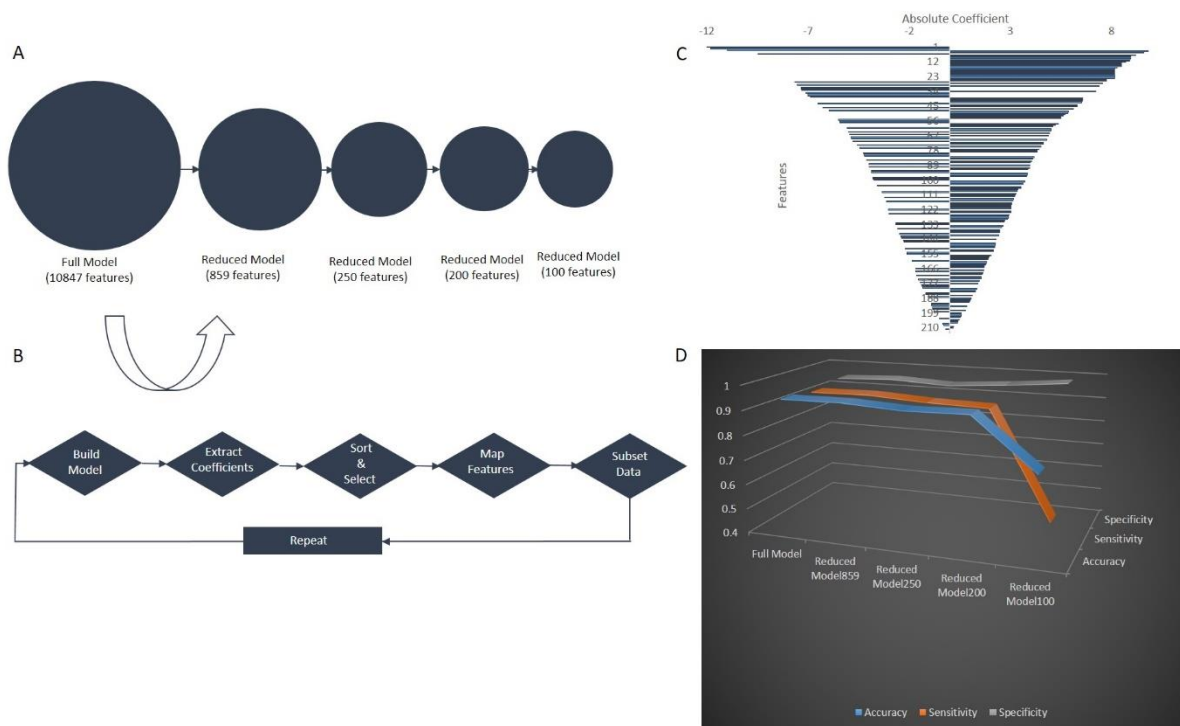 A
Full Model
(10847 features)
Reduced Model
(859 features)
Reduced Model
(250 features)
Reduced Model
(200 features)
Reduced Model
(100 features)
B
Build
Model
Extract
Coefficients
Sort
&
Select
Map
Features
Subset
Data
Repeat
C
Absolute Coefficient
-12 -7 -2 3 8
Features
1
12
23
34
45
56
67
78
89
100
111
122
133
155
166
177
188
199
210
D
1
0.9
0.8
0.7
0.6
0.5
0.4
Full Model
Reduced
Model859
Reduced
Model250
Reduced
Model200
Reduced
Model100
Specificity
Sensitivity
Accuracy
Accuracy Sensitivity Specificity